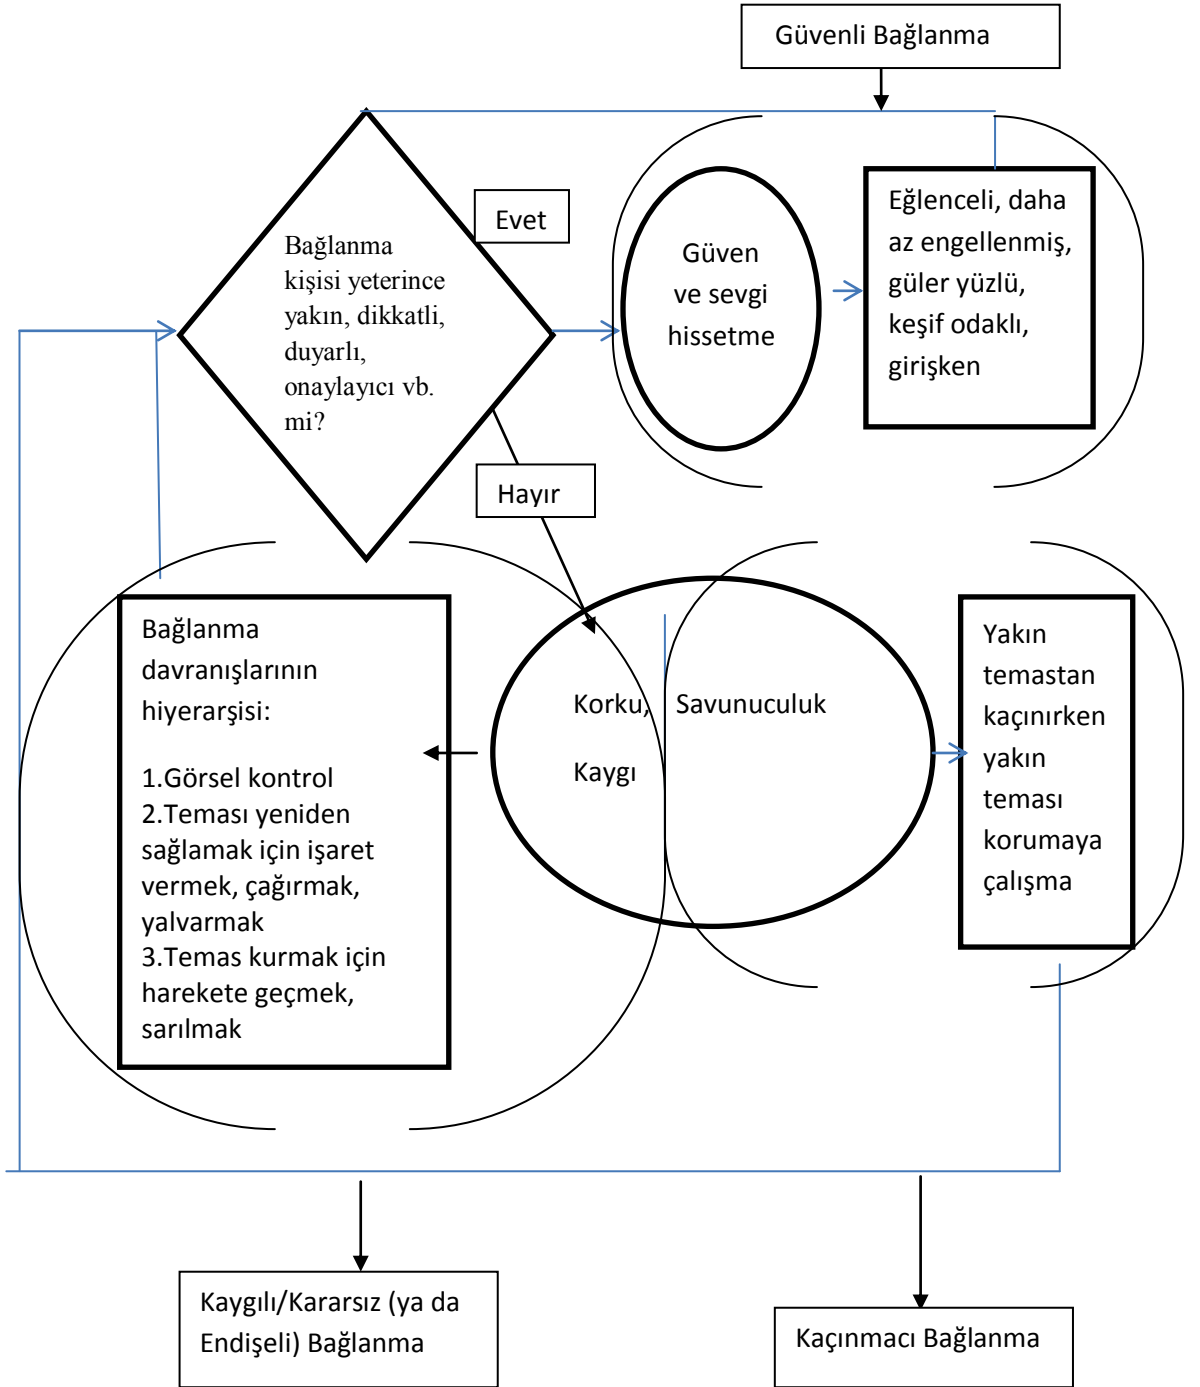 Güvenli Bağlanma
Evet
Bağlanma
kişisi yeterince
yakın, dikkatli,
duyarlı,
onaylayıcı vb.
mi?
Güven
ve sevgi
hissetme
Eğlenceli, daha
az engellenmiş,
güler yüzlü,
keşif odaklı,
girişken
Hayır
Bağlanma
davranışlarının
hiyerarşisi:
1.Görsel kontrol
2.Teması yeniden
sağlamak için işaret
vermek, çağırmak,
yalvarmak
3.Temas kurmak için
harekete geçmek,
sarılmak
Korku,
Kaygı
Savunuculuk
Yakın
temastan
kaçınırken
yakın
teması
korumaya
çalışma
Kaygılı/Kararsız (ya da
Endişeli) Bağlanma
Kaçınmacı Bağlanma